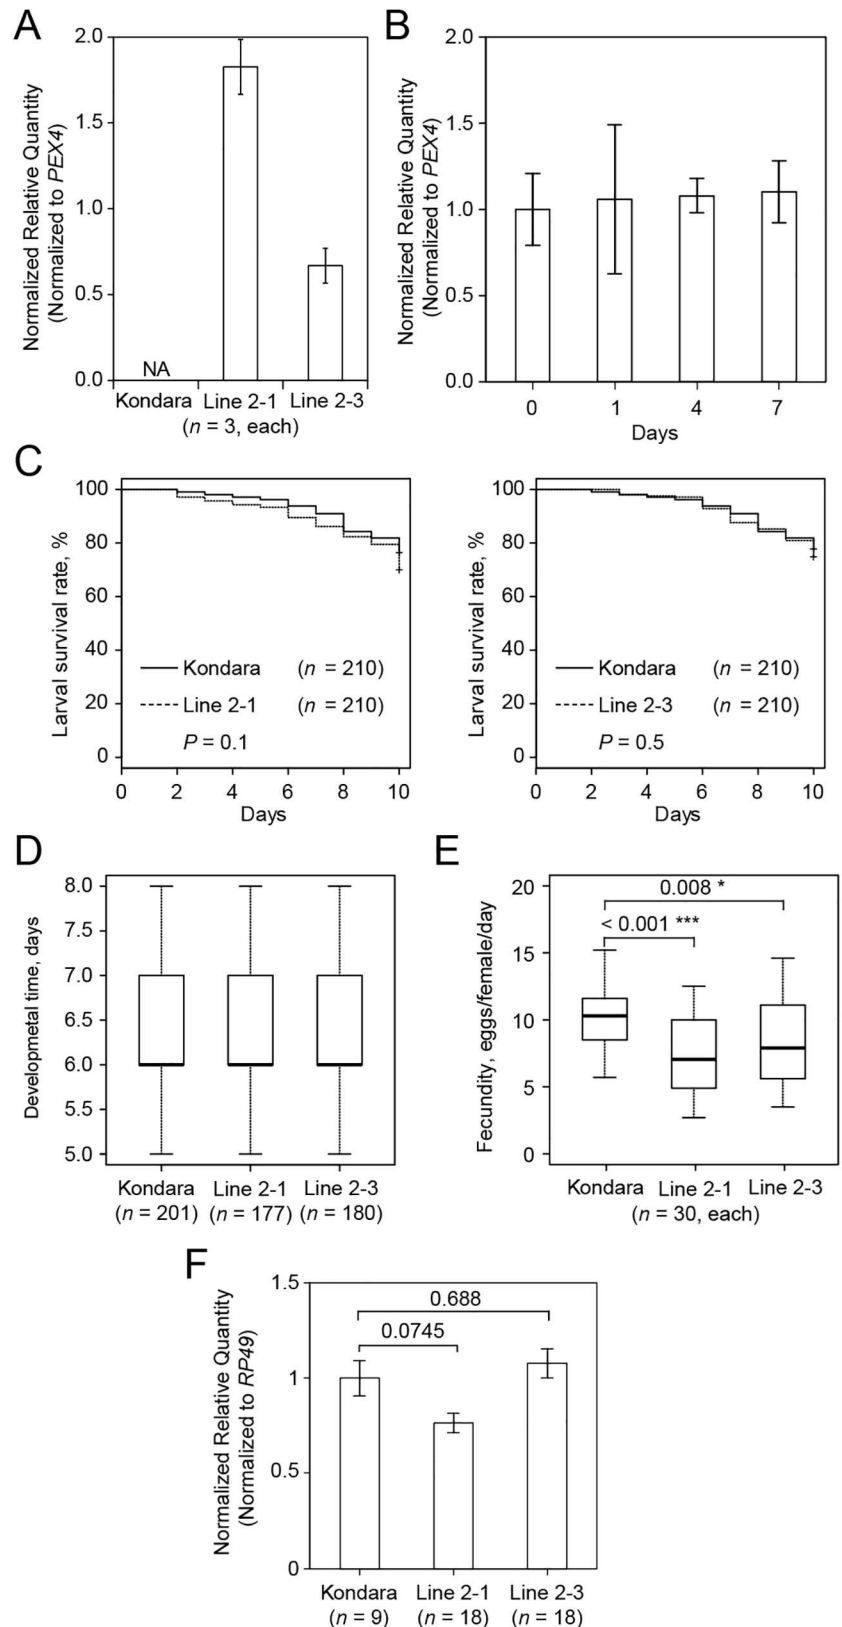 A
Normalized Relative Quantity
(Normalized to PEX4)
2.0
1.5
1.0
0.5
0.0
NA
Kondara Line 2-1 Line 2-3
(n = 3, each)
B
Normalized Relative Quantity
(Normalized to PEX4)
2.0
1.5
1.0
0.5
0.0
0 1 4 7
Days
C
Larval survival rate, %
100
80
60
40
20
0
Kondara (n = 210)
Line 2-1 (n = 210)
P = 0.1
0 2 4 6 8 10
Days
Larval survival rate, %
100
80
60
40
20
0
Kondara (n = 210)
Line 2-3 (n = 210)
P = 0.5
0 2 4 6 8 10
Days
D
Developmetal time, days
8.0
7.5
7.0
6.5
6.0
5.5
5.0
Kondara Line 2-1 Line 2-3
(n = 201) (n = 177) (n = 180)
E
Fecundity, eggs/female/day
20
15
10
5
0
0.008 *
< 0.001 ***
Kondara Line 2-1 Line 2-3
(n = 30, each)
F
Normalized Relative Quantity
(Normalized to RP49)
1.5
1
0.5
0
0.688
0.0745
Kondara Line 2-1 Line 2-3
(n = 9) (n = 18) (n = 18)